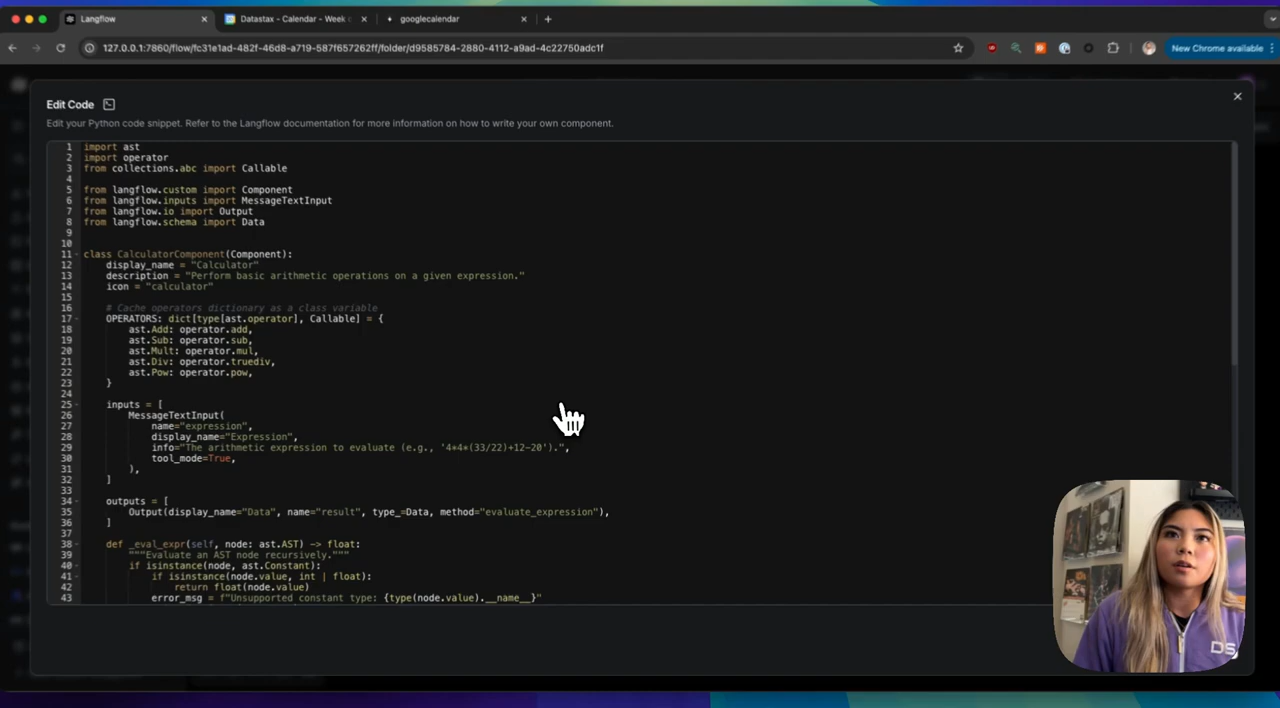 Langflow
Datastax - Calendar - Week
googlecalendar
127.0.0.1:7860/flow/fc31e1ad-482f-46d8-a719-587f657262ff/folder/d9585784-2880-4112-a9ad-4c22750adc1f
New Chrome available
Edit Code
Edit your Python code snippet. Refer to the Langflow documentation for more information on how to write your own component.
1 import ast
2 import operator
3 from collections.abc import Callable
4
5 from langflow.custom import Component
6 from langflow.inputs import MessageTextInput
7 from langflow.io import Output
8 from langflow.schema import Data
9
10
11 class CalculatorComponent(Component):
12 display_name = "Calculator"
13 description = "Perform basic arithmetic operations on a given expression."
14 icon = "calculator"
15
16 # Cache operators dictionary as a class variable
17 OPERATORS: dict[type[ast.operator], Callable] = {
18 ast.Add: operator.add,
19 ast.Sub: operator.sub,
20 ast.Mult: operator.mul,
21 ast.Div: operator.truediv,
22 ast.Pow: operator.pow,
23 }
24
25 inputs = [
26 MessageTextInput(
27 name="expression",
28 display_name="Expression",
29 info="The arithmetic expression to evaluate (e.g., '4*4*(33/22)+12-20').",
30 tool_mode=True,
31 ),
32 ]
33
34 outputs = [
35 Output(display_name="Data", name="result", type_=Data, method="evaluate_expression"),
36 ]
37
38 def _eval_expr(self, node: ast.AST) -> float:
39 """Evaluate an AST node recursively."""
40 if isinstance(node, ast.Constant):
41 if isinstance(node.value, int | float):
42 return float(node.value)
43 error_msg = f"Unsupported constant type: {type(node.value).__name__}"
DS